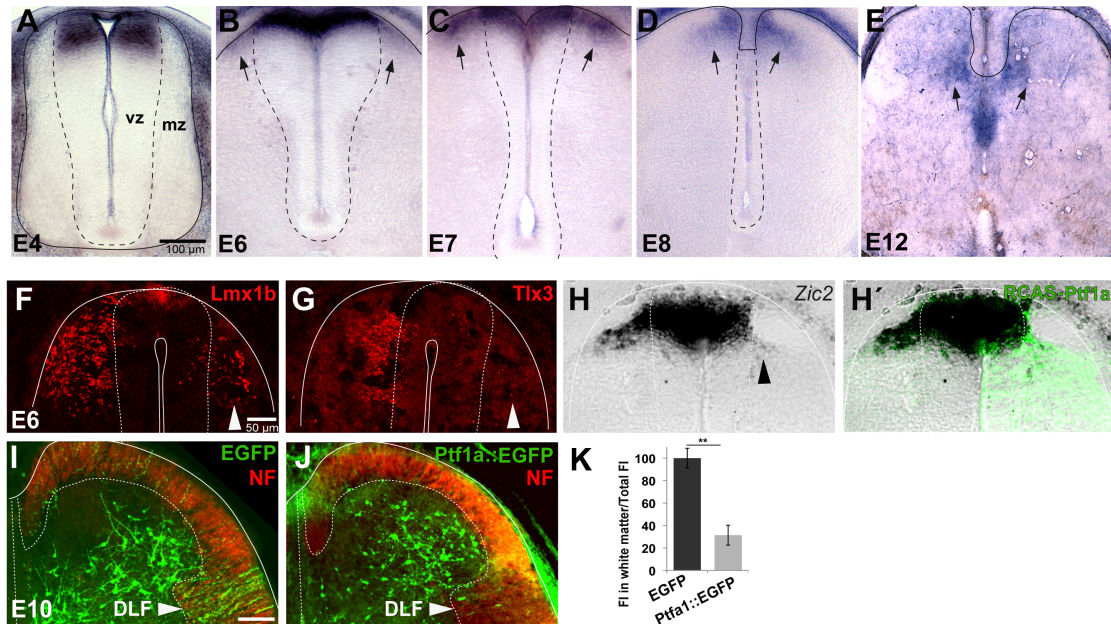 A
B
C
D
E
vz
mz
E4
100 µm
E6
E7
E8
E12
F
Lmx1b
G
Tlx3
H
Zic2
H´
RCAS-Ptf1a
E6
50 µm
I
EGFP
NF
J
Ptf1a::EGFP
NF
K
**
FI in white matter/Total FI
120
100
80
60
40
20
0
EGFP
Ptfa1::EGFP
E10
DLF
DLF